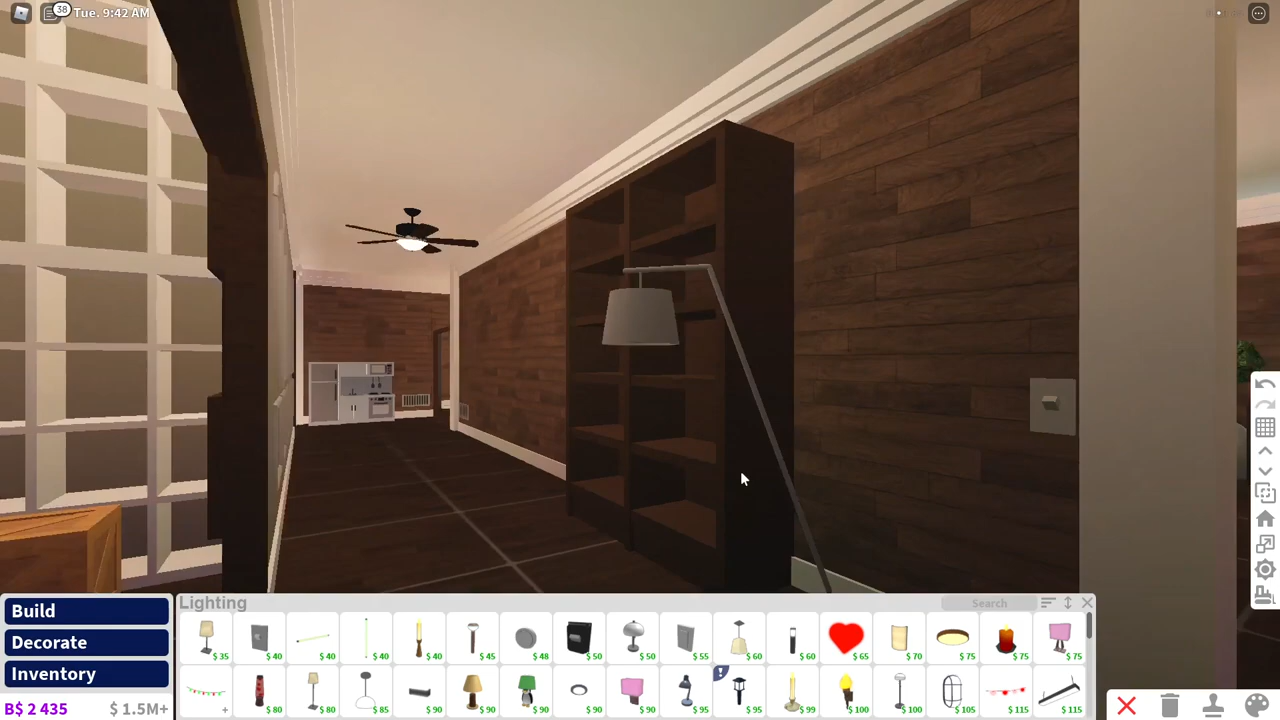 38 Tue. 9:42 AM
Build
Decorate
Inventory
B$ 2 435 $ 1.5M+
Lighting
Search
$ 35 $ 40 $ 40 $ 40 $ 40 $ 45 $ 48 $ 50 $ 50 $ 55 $ 60 $ 60 $ 65 $ 70 $ 75 $ 75 $ 75
+ $ 80 $ 80 $ 85 $ 90 $ 90 $ 90 $ 90 $ 90 $ 95 $ 95 $ 99 $ 100 $ 100 $ 105 $ 115 $ 115